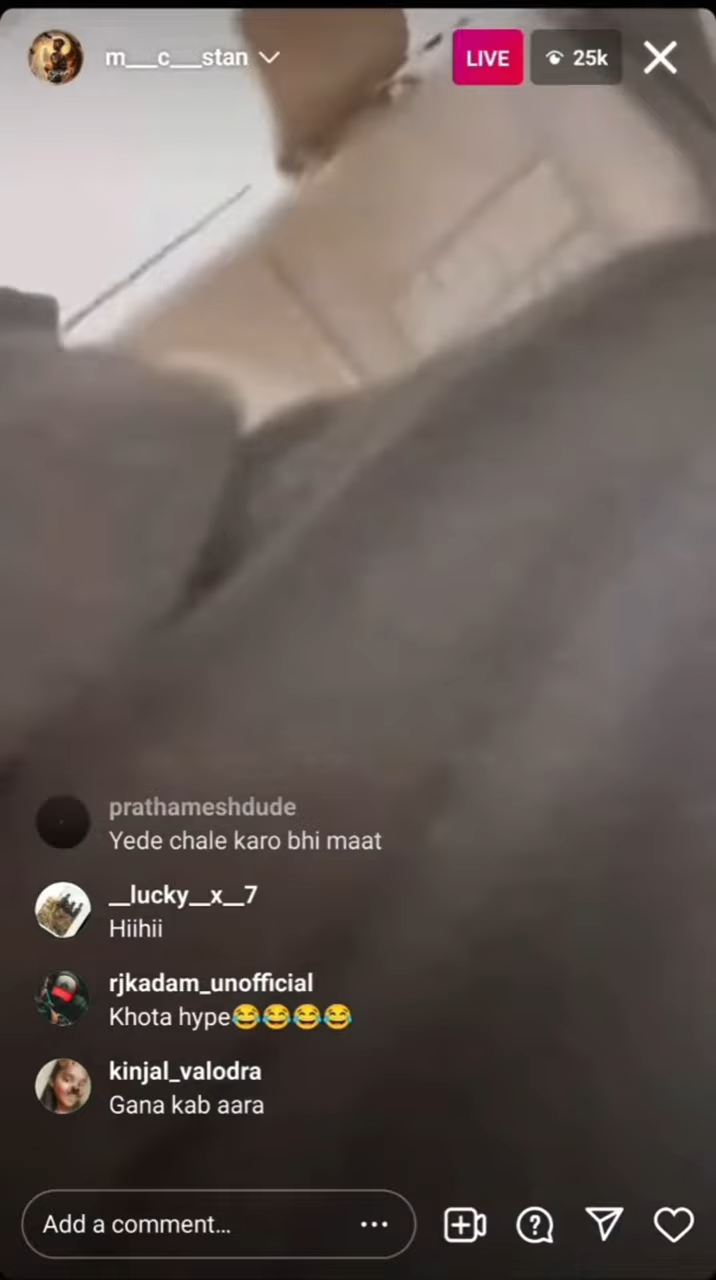 m___c___stan
LIVE
25k
prathameshdude
Yede chale karo bhi maat
__lucky__x__7
Hiihii
rjkadam_unofficial
Khota hype😂😂😂😂
kinjal_valodra
Gana kab aara
Add a comment...